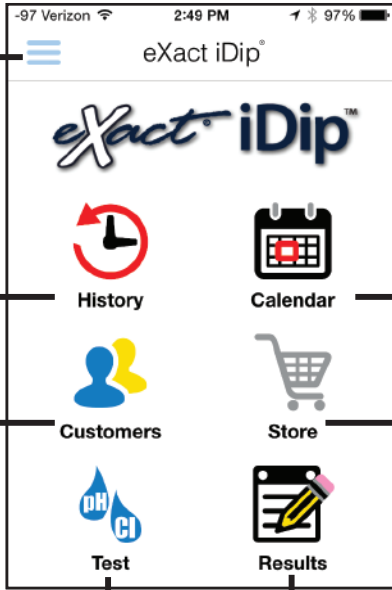 -97 Verizon 2:49 PM 97%
eXact iDip®
eXact® iDip™
History Calendar
Customers Store
pH Cl
Test Results